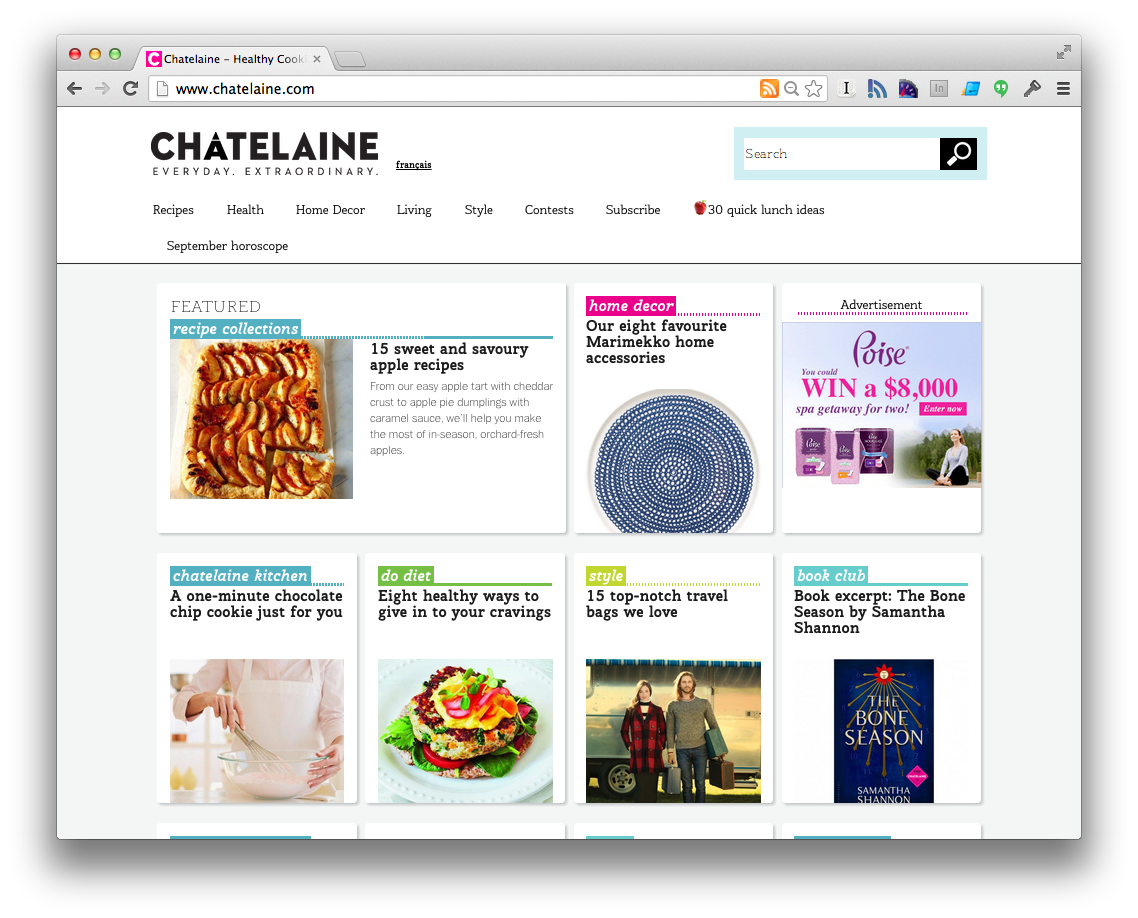 Chatelaine – Healthy Cook
www.chatelaine.com
CHATELAINE
EVERYDAY. EXTRAORDINARY.
français
Search
Recipes Health Home Decor Living Style Contests Subscribe 30 quick lunch ideas
September horoscope
FEATURED
recipe collections
15 sweet and savoury
apple recipes
From our easy apple tart with cheddar
crust to apple pie dumplings with
caramel sauce, we'll help you make
the most of in-season, orchard-fresh
apples.
home decor
Our eight favourite
Marimekko home
accessories
Advertisement
Poise
You could
WIN a $8,000
spa getaway for two!
Enter now
Poise
Poise
chatelaine kitchen
A one-minute chocolate
chip cookie just for you
do diet
Eight healthy ways to
give in to your cravings
style
15 top-notch travel
bags we love
book club
Book excerpt: The Bone
Season by Samantha
Shannon
THE
BONE
SEASON
CHATELAINE
SAMANTHA
SHANNON